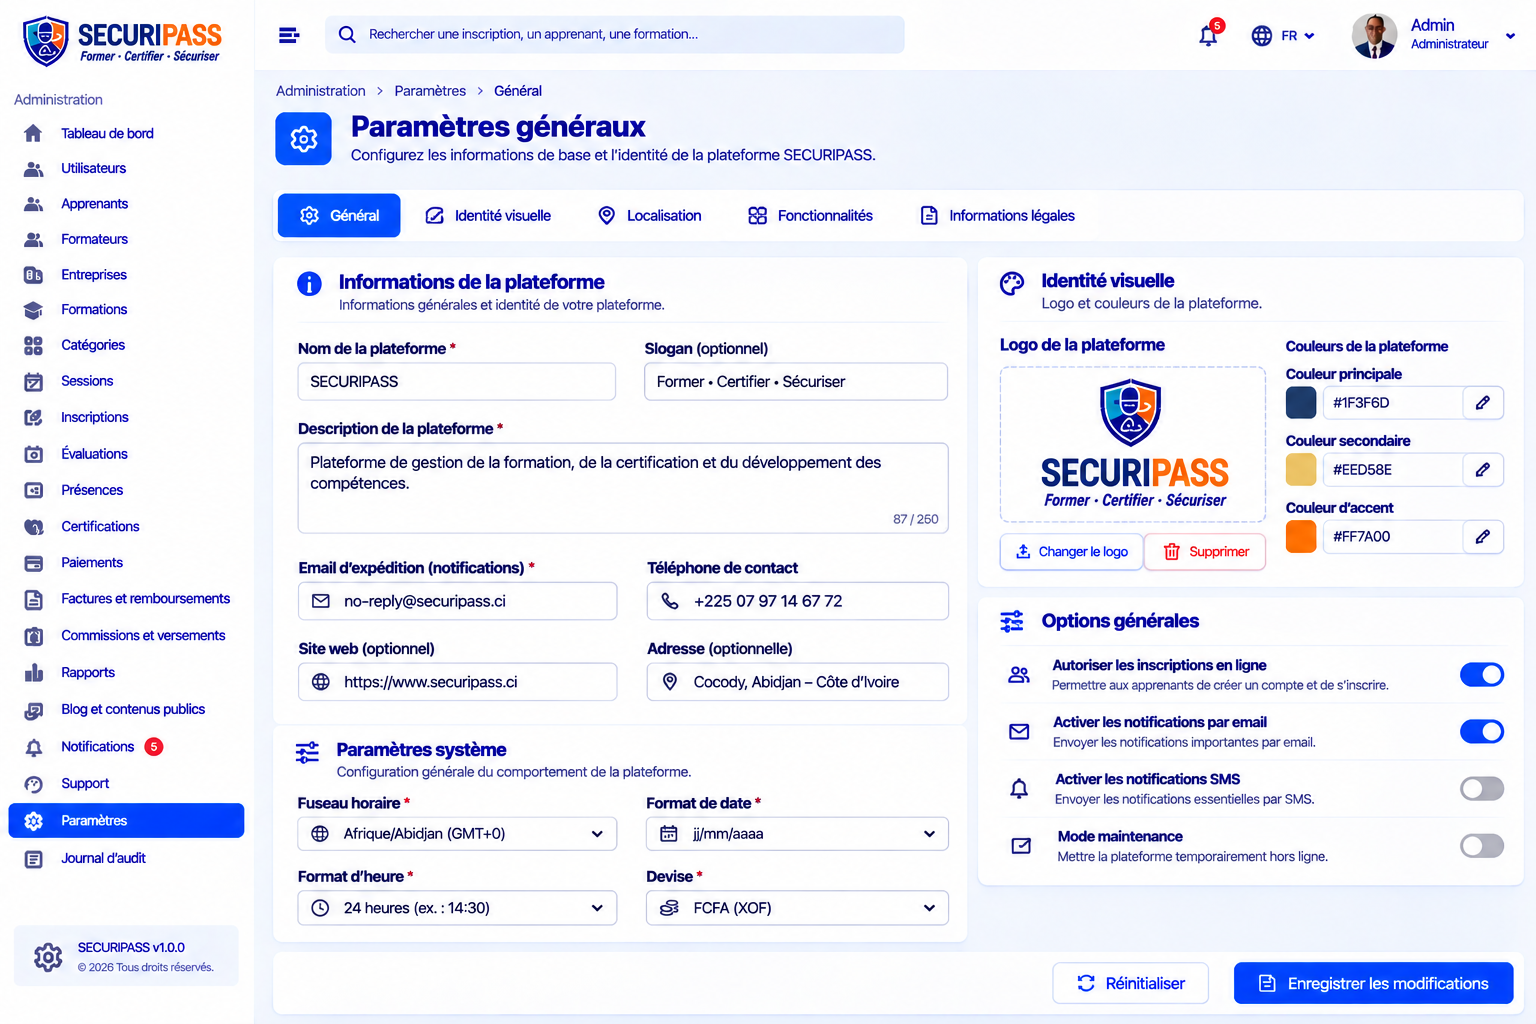 SECURIPASS
Former · Certifier · Sécuriser
Rechercher une inscription, un apprenant, une formation...
5
FR
Admin
Administrateur
Administration
Tableau de bord
Utilisateurs
Apprenants
Formateurs
Entreprises
Formations
Catégories
Sessions
Inscriptions
Évaluations
Présences
Certifications
Paiements
Factures et remboursements
Commissions et versements
Rapports
Blog et contenus publics
Notifications 5
Support
Paramètres
Journal d'audit
SECURIPASS v1.0.0
© 2026 Tous droits réservés.
Administration > Paramètres > Général
Paramètres généraux
Configurez les informations de base et l'identité de la plateforme SECURIPASS.
Général
Identité visuelle
Localisation
Fonctionnalités
Informations légales
Informations de la plateforme
Informations générales et identité de votre plateforme.
Nom de la plateforme *
SECURIPASS
Slogan (optionnel)
Former • Certifier • Sécuriser
Description de la plateforme *
Plateforme de gestion de la formation, de la certification et du développement des
compétences.
87 / 250
Email d'expédition (notifications) *
no-reply@securipass.ci
Téléphone de contact
+225 07 97 14 67 72
Site web (optionnel)
https://www.securipass.ci
Adresse (optionnelle)
Cocody, Abidjan – Côte d'Ivoire
Paramètres système
Configuration générale du comportement de la plateforme.
Fuseau horaire *
Afrique/Abidjan (GMT+0)
Format de date *
jj/mm/aaaa
Format d'heure *
24 heures (ex. : 14:30)
Devise *
FCFA (XOF)
Identité visuelle
Logo et couleurs de la plateforme.
Logo de la plateforme
SECURIPASS
Former · Certifier · Sécuriser
Changer le logo
Supprimer
Couleurs de la plateforme
Couleur principale
#1F3F6D
Couleur secondaire
#EED58E
Couleur d'accent
#FF7A00
Options générales
Autoriser les inscriptions en ligne
Permettre aux apprenants de créer un compte et de s'inscrire.
Activer les notifications par email
Envoyer les notifications importantes par email.
Activer les notifications SMS
Envoyer les notifications essentielles par SMS.
Mode maintenance
Mettre la plateforme temporairement hors ligne.
Réinitialiser
Enregistrer les modifications